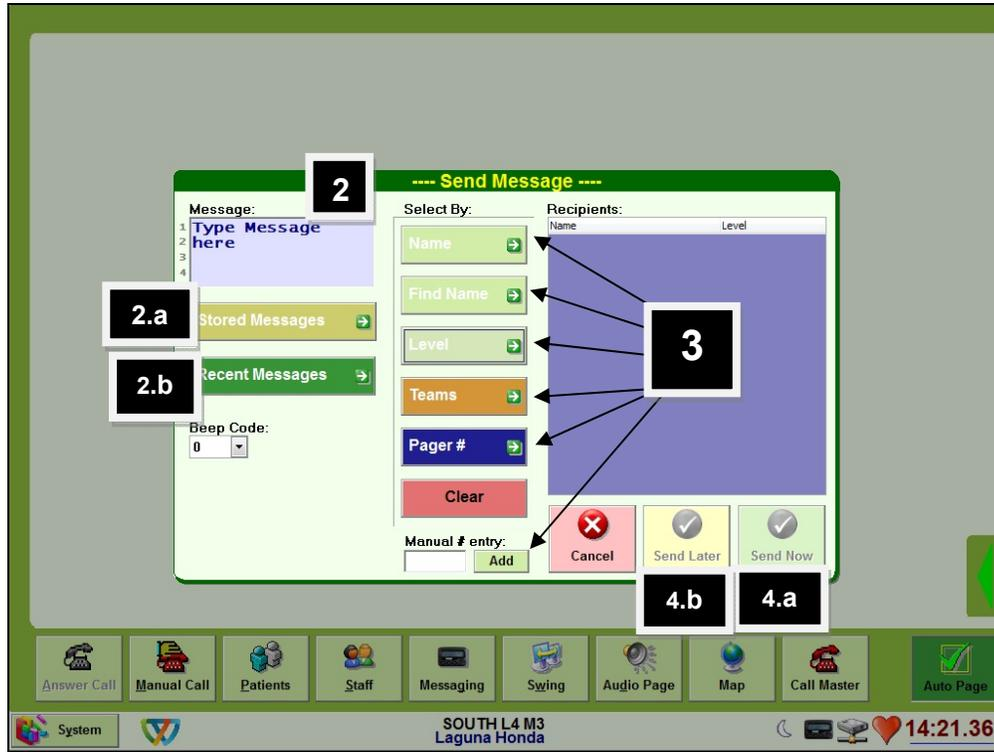 ---- Send Message ----
2
Message:
Select By:
Recipients:
1 Type Message
2 here
3
4
Name
Level
Name
Find Name
Level
Teams
Pager #
Clear
2.a
Stored Messages
2.b
Recent Messages
3
Beep Code:
0
Manual # entry:
Add
Cancel
Send Later
Send Now
4.b
4.a
Answer Call
Manual Call
Patients
Staff
Messaging
Swing
Audio Page
Map
Call Master
Auto Page
System
SOUTH L4 M3
Laguna Honda
14:21.36